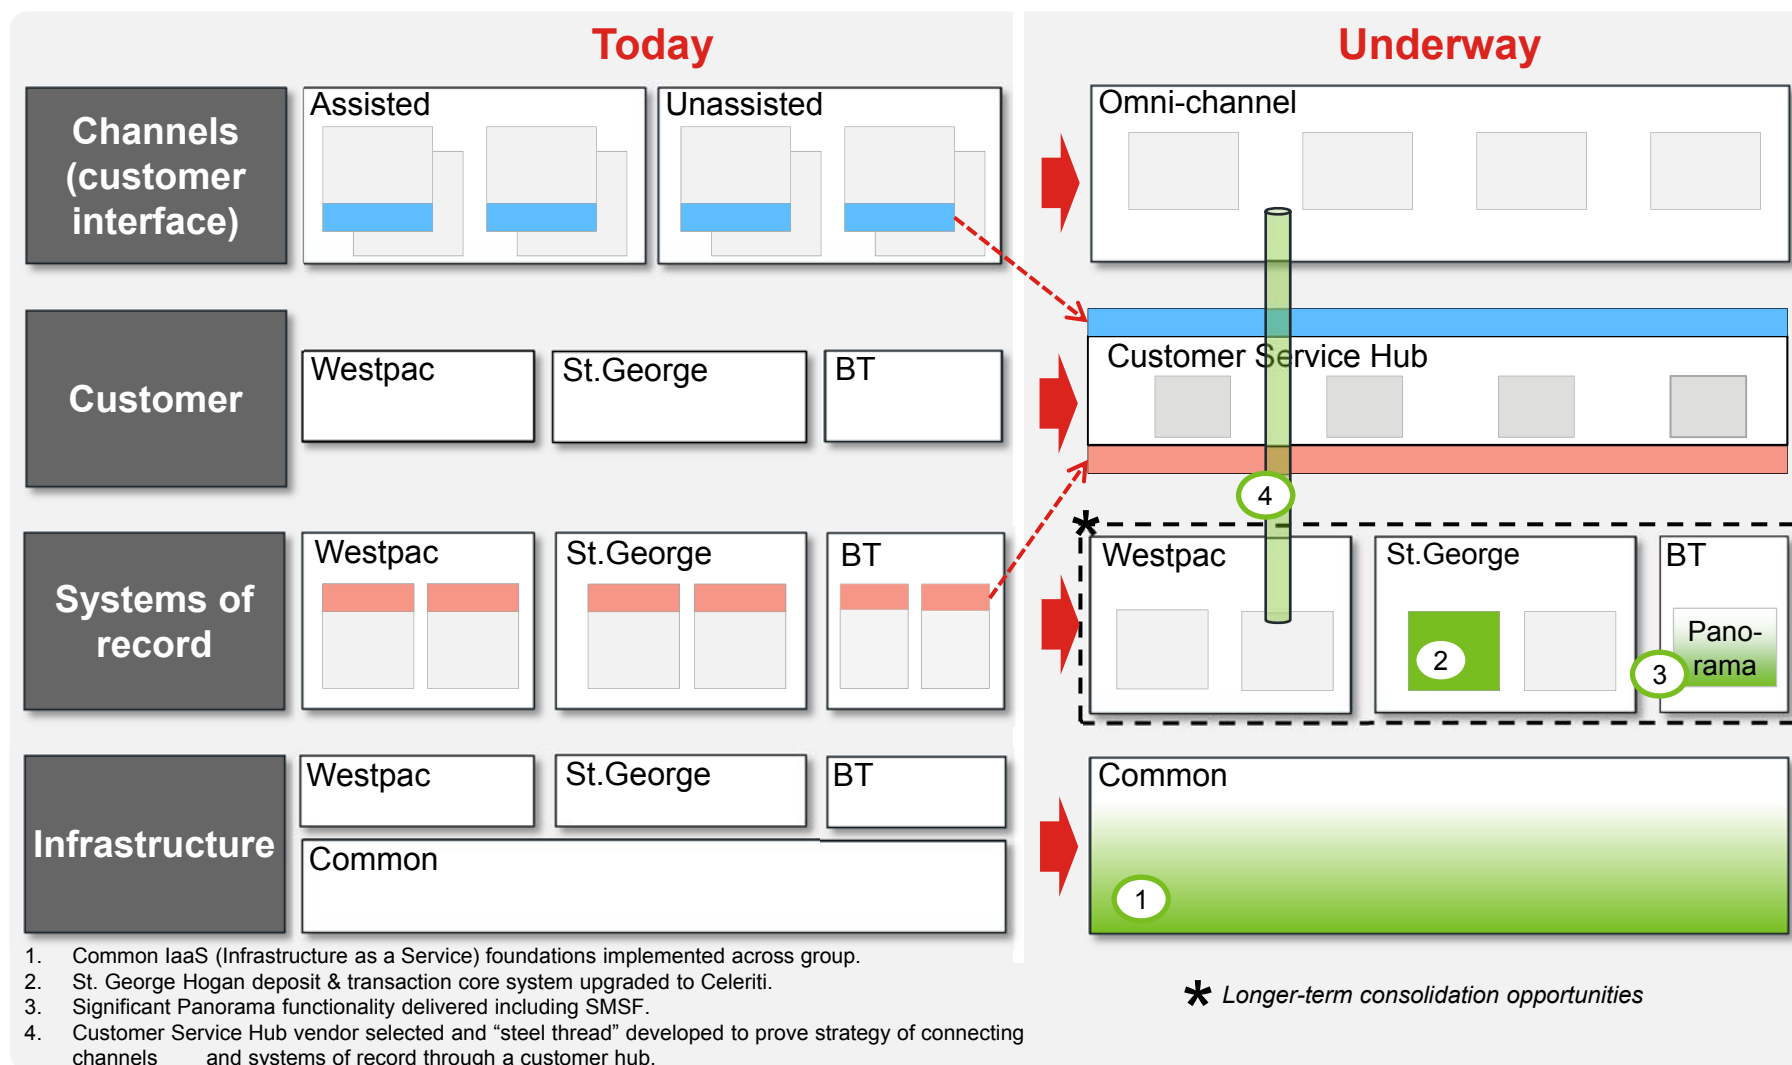 Today
Underway
Channels
(customer
interface)
Assisted
Unassisted
Omni-channel
Customer
Westpac
St.George
BT
Customer Service Hub
4
Systems of
record
Westpac
St.George
BT
*
Westpac
St.George
BT
2
3
Pano-
rama
Infrastructure
Westpac
St.George
BT
Common
Common
1
1. Common IaaS (Infrastructure as a Service) foundations implemented across group.
2. St. George Hogan deposit & transaction core system upgraded to Celeriti.
3. Significant Panorama functionality delivered including SMSF.
4. Customer Service Hub vendor selected and “steel thread” developed to prove strategy of connecting
channels and systems of record through a customer hub.
* Longer-term consolidation opportunities